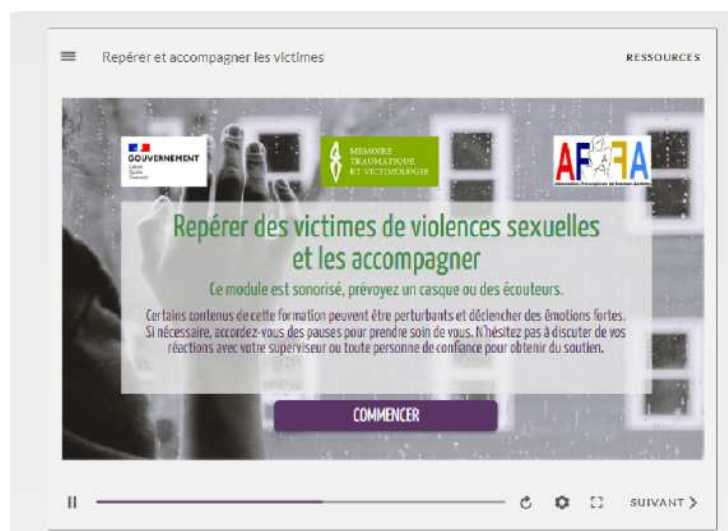 Repérer et accompagner les victimes
RESSOURCES
GOUVERNEMENT
MEMOIRE
TRAUMATIQUE
ET VICTIMOLOGIE
AFFA
Repérer des victimes de violences sexuelles
et les accompagner
Ce module est sonorisé, prévoyez un casque ou des écouteurs.
Certains contenus de cette formation peuvent être perturbants et déclencher des émotions fortes.
Si nécessaire, accordez-vous des pauses pour prendre soin de vous. N'hésitez pas à discuter de vos
réactions avec votre superviseur ou toute personne de confiance pour obtenir du soutien.
COMMENCER
SUIVANT